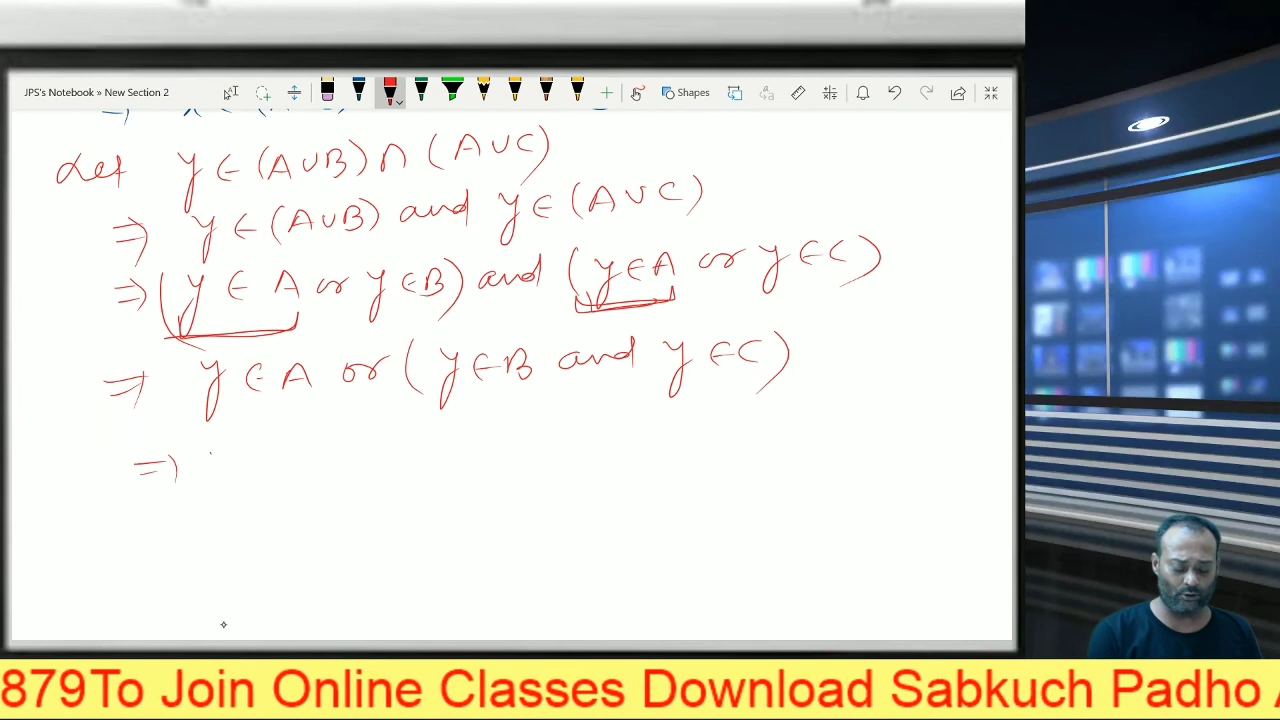 JPS's Notebook » New Section 2
Shapes
Let y ∈ (A∪B) ∩ (A∪C)
⇒ y ∈ (A∪B) and y ∈ (A∪C)
⇒ (y ∈ A or y ∈ B) and (y ∈ A or y ∈ C)
⇒ y ∈ A or (y ∈ B and y ∈ C)
⇒
879To Join Online Classes Download Sabkuch Padho